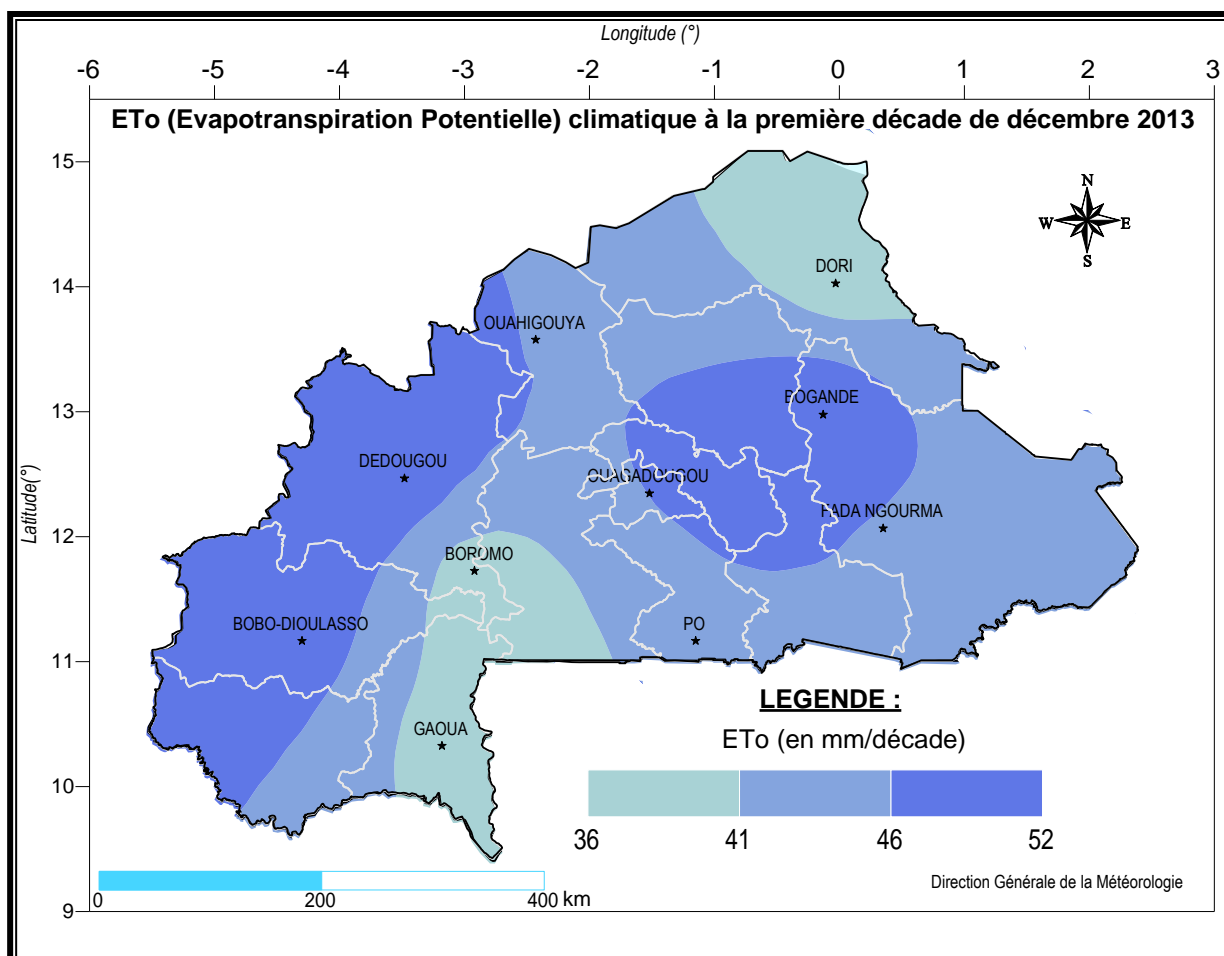 Longitude (°)
-6 -5 -4 -3 -2 -1 0 1 2 3
ETo (Evapotranspiration Potentielle) climatique à la première décade de décembre 2013
15
N
W E
S
DORI
14
OUAHIGOUYA
13
BOGANDE
DEDOUGOU
OUAGADOUGOU
Latitude(°)
FADA NGOURMA
12
BOROMO
BOBO-DIOULASSO
PO
11
LEGENDE :
GAOUA
ETo (en mm/décade)
10
36 41 46 52
Direction Générale de la Météorologie
0 200 400 km
9